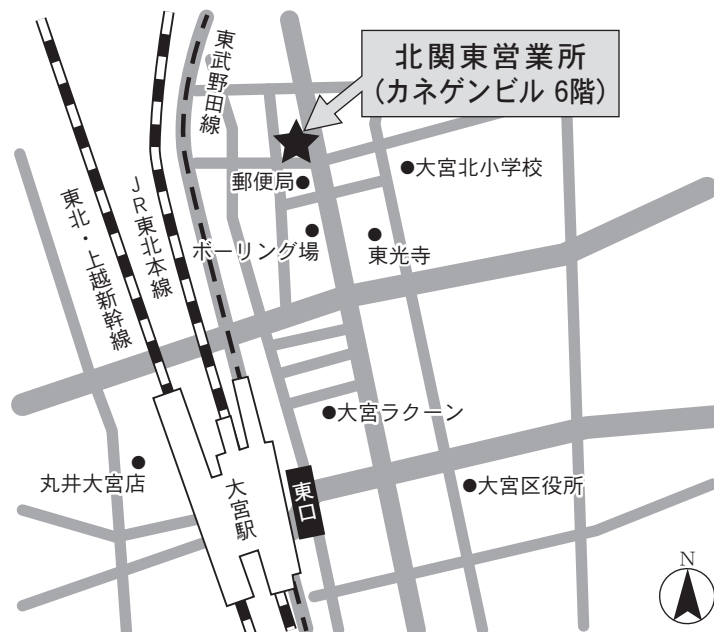 北関東営業所
(カネゲンビル 6階)
東武野田線
JR東北本線
東北・上越新幹線
郵便局
大宮北小学校
ボーリング場
東光寺
大宮ラクーン
丸井大宮店
大宮駅
東口
大宮区役所
N